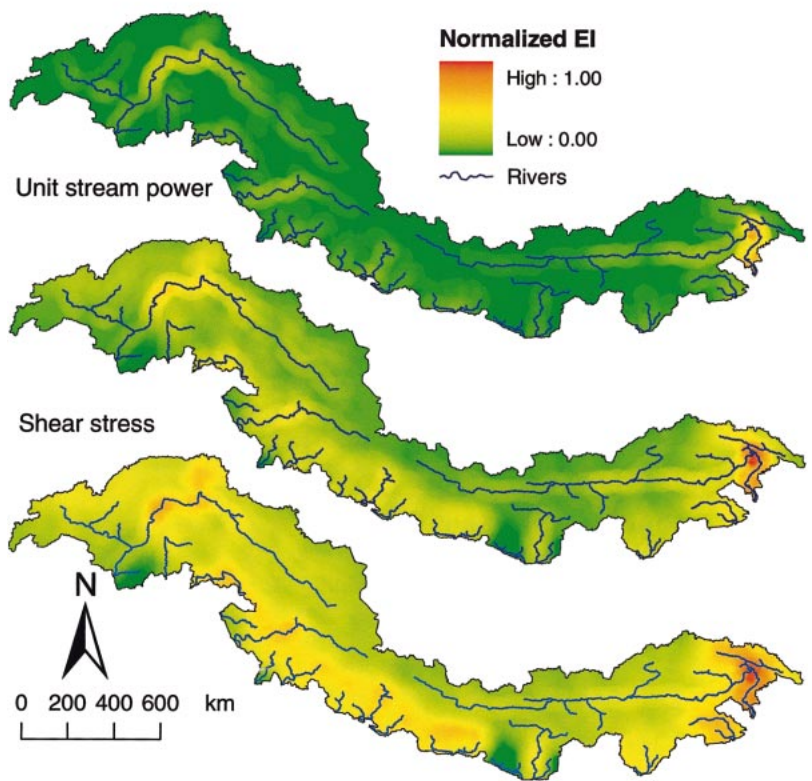 Normalized EI
High : 1.00
Low : 0.00
Rivers
Unit stream power
Shear stress
N
0 200 400 600 km